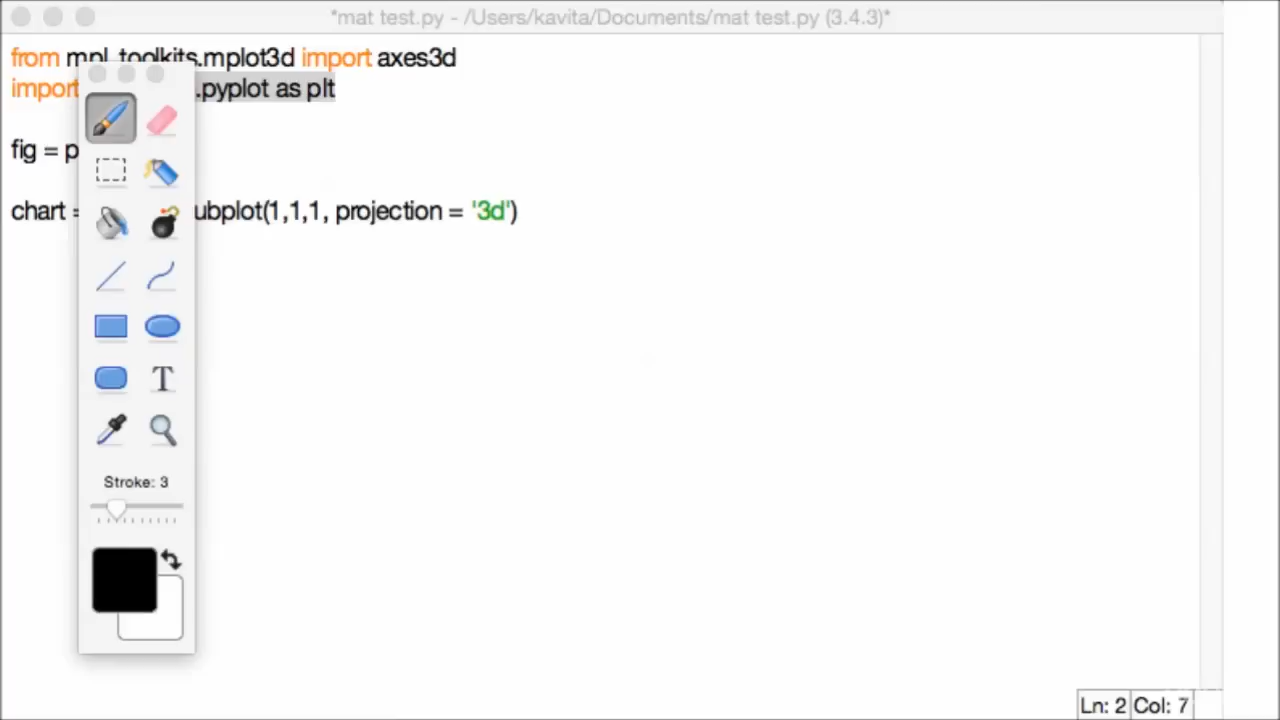 *mat test.py - /Users/kavita/Documents/mat test.py (3.4.3)*
from mpl_toolkits.mplot3d import axes3d
import .pyplot as plt
fig = p
chart = ubplot(1,1,1, projection = '3d')
T
Stroke: 3
Ln: 2 Col: 7